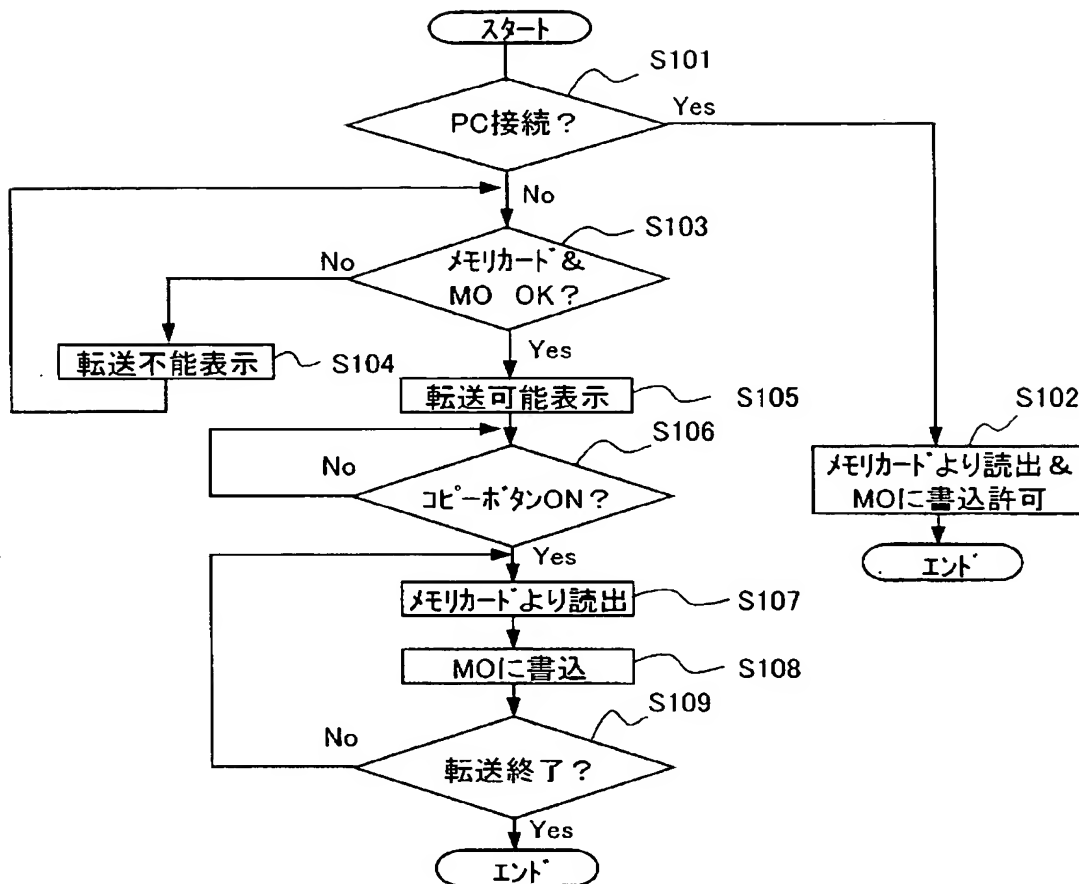 スタート
S101
PC接続?
Yes
No
S103
No
メモリカード&
MO OK?
Yes
転送不能表示
S104
転送可能表示
S105
S102
S106
No
メモリカードより読出&
MOに書込許可
コピーボタンON?
Yes
エンド
メモリカードより読出
S107
MOに書込
S108
S109
No
転送終了?
Yes
エンド